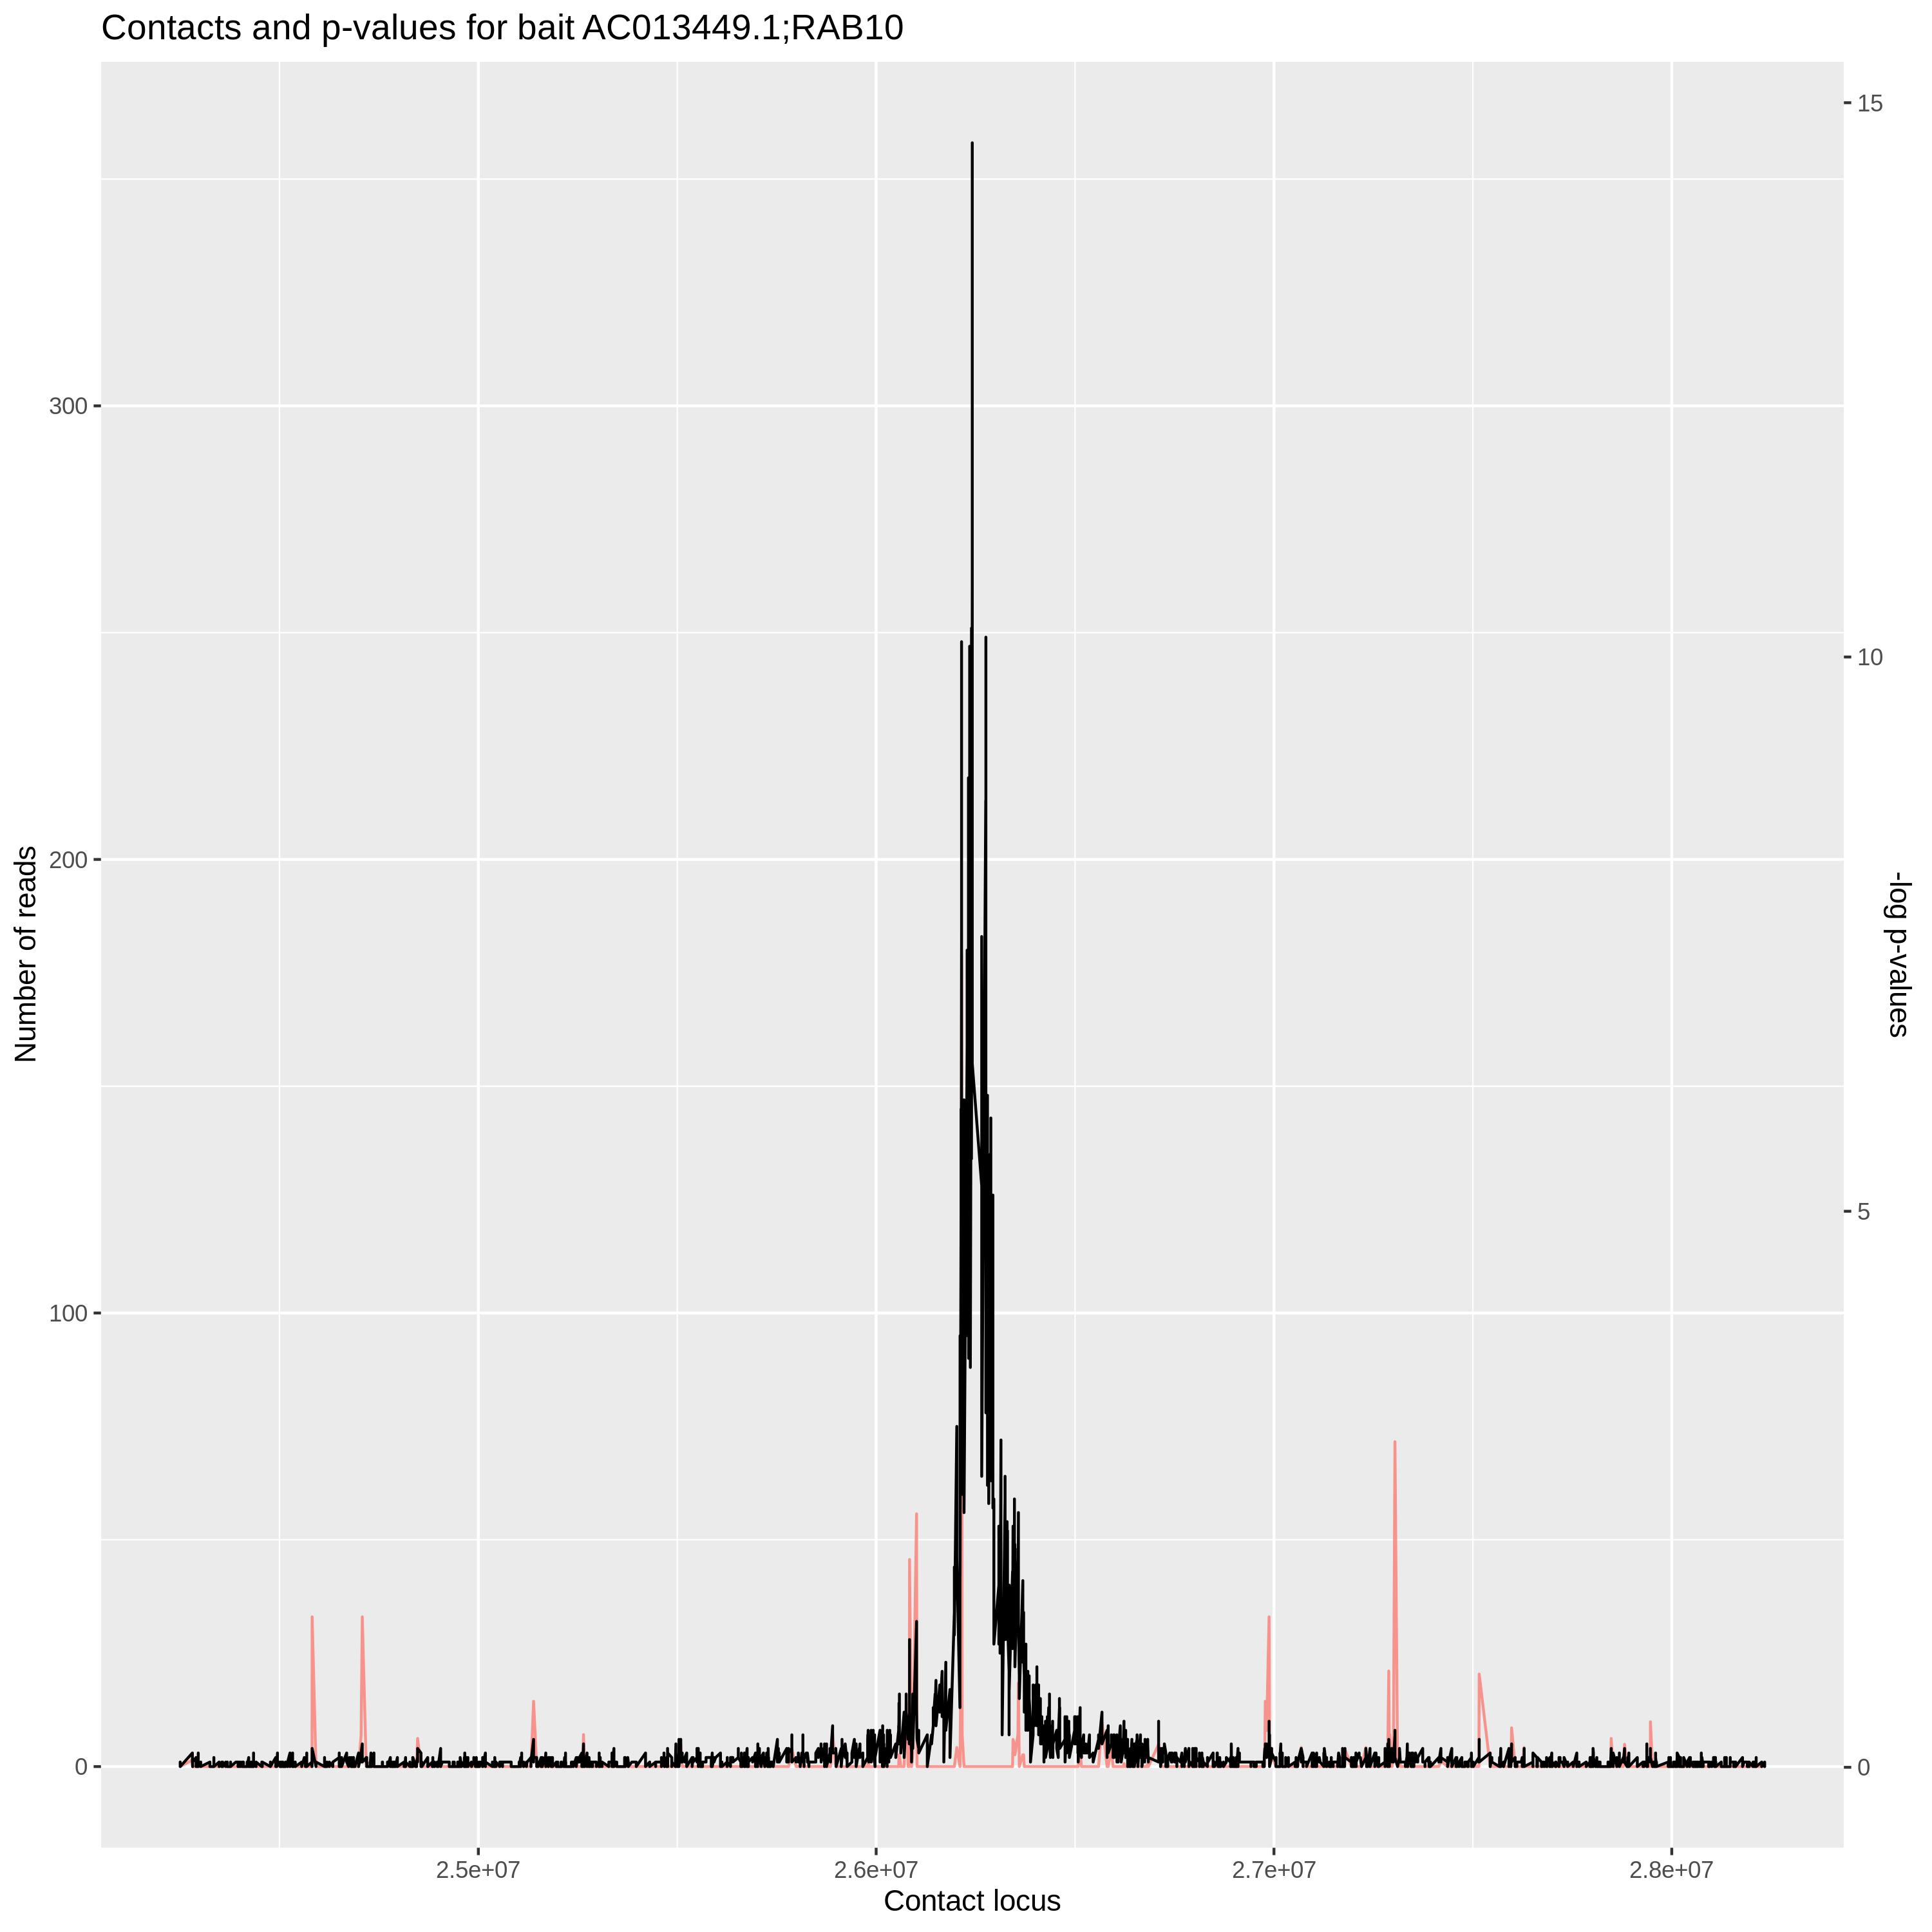 Contacts and p-values for bait AC013449.1;RAB10
Number of reads
300
200
100
0
15
10
5
0
-log p-values
2.5e+07
2.6e+07
2.7e+07
2.8e+07
Contact locus